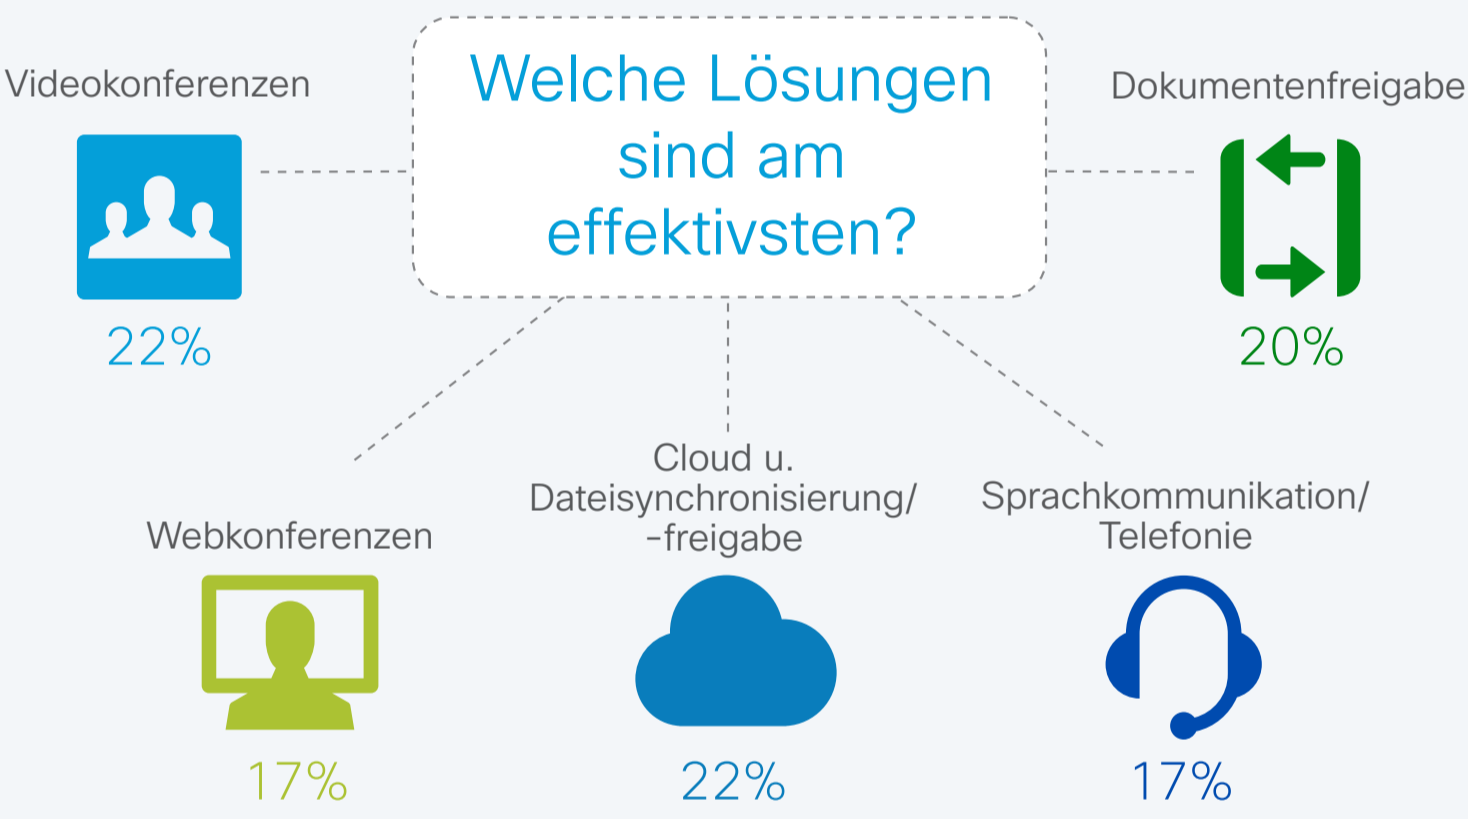 Welche Lösungen
sind am
effektivsten?
Videokonferenzen
22%
Dokumentenfreigabe
20%
Webkonferenzen
17%
Cloud u.
Dateisynchronisierung/
-freigabe
22%
Sprachkommunikation/
Telefonie
17%